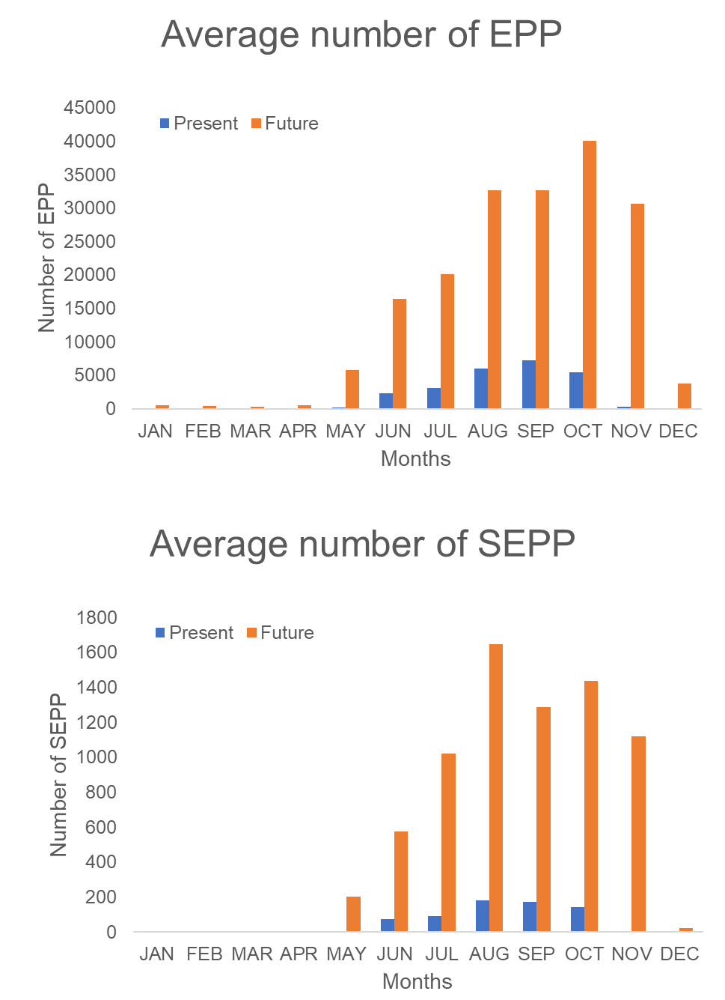 Average number of EPP
45000
Present Future
40000
35000
30000
25000
20000
15000
10000
5000
0
Number of EPP
JAN FEB MAR APR MAY JUN JUL AUG SEP OCT NOV DEC
Months
Average number of SEPP
1800
Present Future
1600
1400
1200
1000
800
600
400
200
0
Number of SEPP
JAN FEB MAR APR MAY JUN JUL AUG SEP OCT NOV DEC
Months